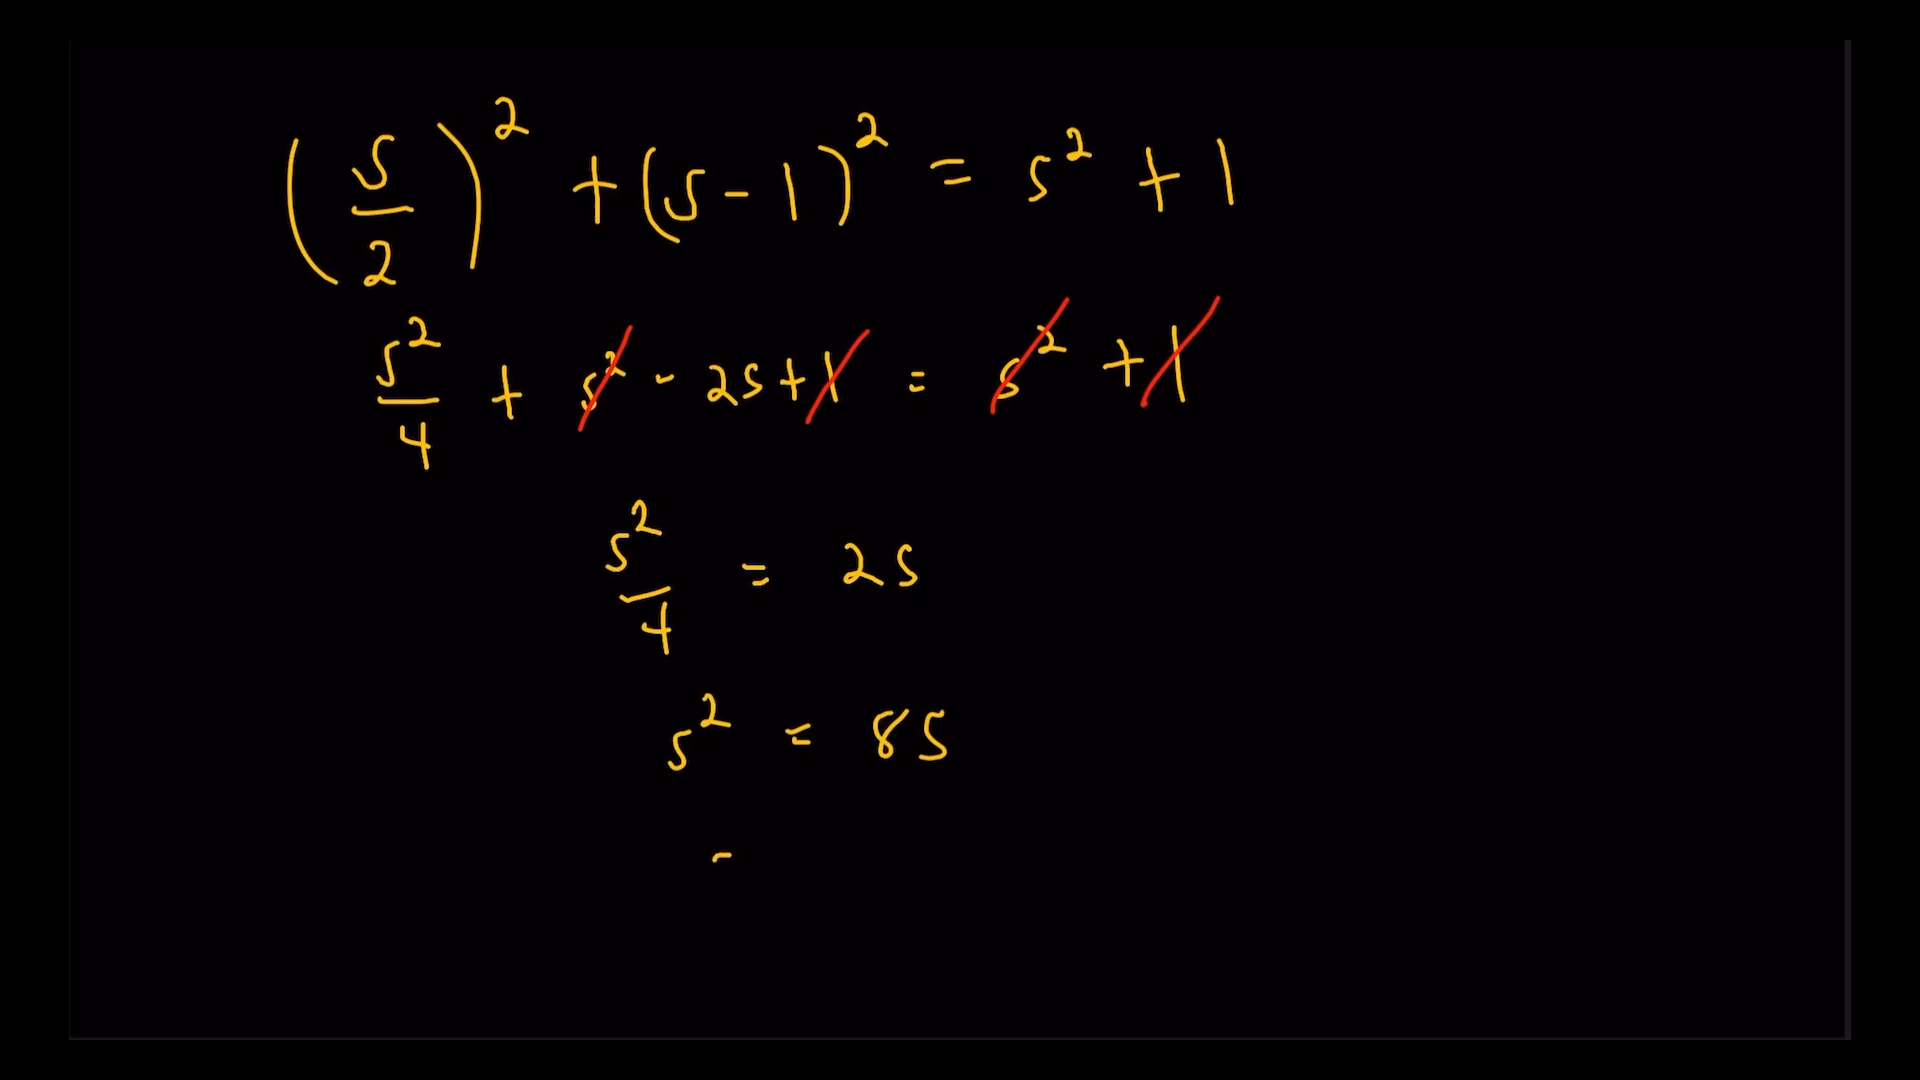 (s/2)² + (s - 1)² = s² + 1
s²/4 + s² - 2s + 1 = s² + 1
s²/4 = 2s
s² = 8s